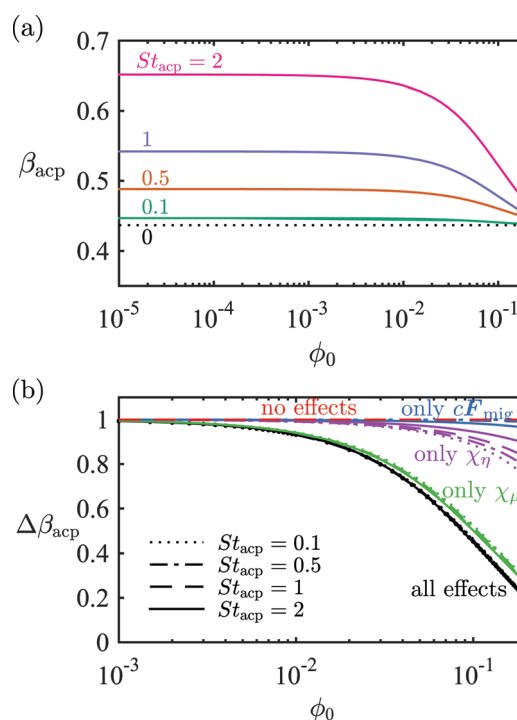 (a)
0.7
St_acp = 2
0.6
β_acp
1
0.5
0.5
0.1
0
0.4
10^-5 10^-4 10^-3 10^-2 10^-1
ϕ_0
(b)
no effects only cF_mig
1
only χ_η
0.8
only χ_μ
Δβ_acp
0.6
St_acp = 0.1
St_acp = 0.5
0.4
St_acp = 1
all effects
0.2
St_acp = 2
0
10^-3 10^-2 10^-1
ϕ_0